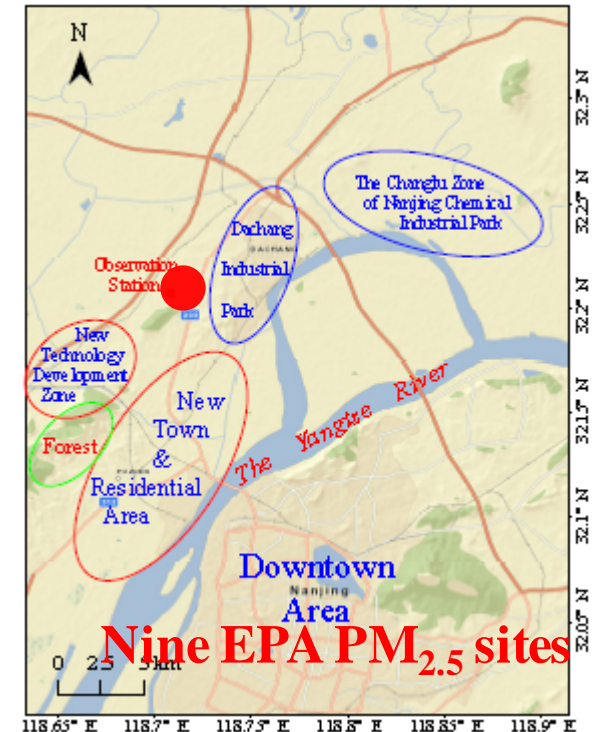 N
The Changlu Zone
of Nanjing Chemical
Industrial Park
Dachang
DACHANG
Industrial
Park
Observation
Station
New
Technology
Development
Zone
New
Town
&
Residential
Area
Forest
The Yangtze River
Downtown
Nanjing
Area
Nine EPA PM2.5 sites
0 2.5 5 km
32.3° N
32.25° N
32.2° N
32.15° N
32.1° N
32.05° N
118.65° E 118.7° E 118.75° E 118.8° E 118.85° E 118.9° E